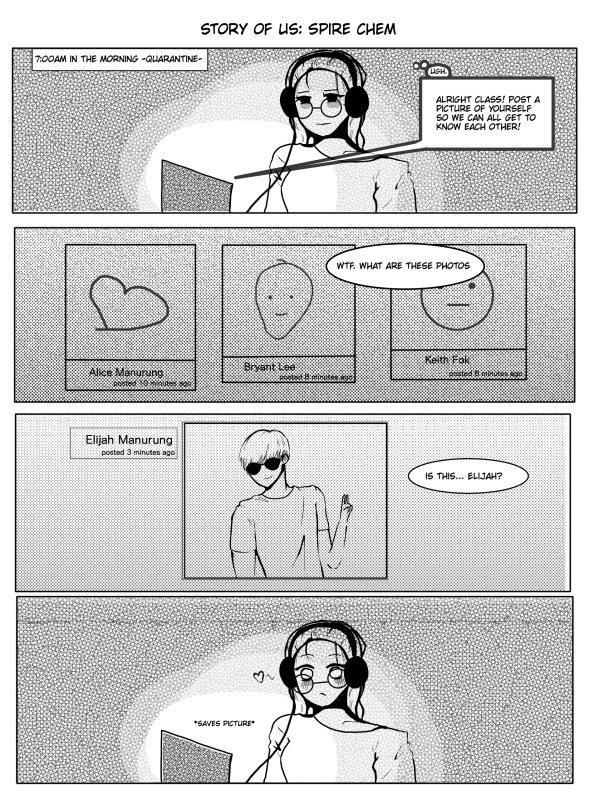 STORY OF US: SPIRE CHEM
7:00AM IN THE MORNING -QUARANTINE-
UGH.
ALRIGHT CLASS! POST A
PICTURE OF YOURSELF
SO WE CAN ALL GET TO
KNOW EACH OTHER!
WTF. WHAT ARE THESE PHOTOS
Alice Manurung
posted 10 minutes ago
Bryant Lee
posted 8 minutes ago
Keith Fok
posted 8 minutes ago
Elijah Manurung
posted 3 minutes ago
IS THIS... ELIJAH?
*SAVES PICTURE*